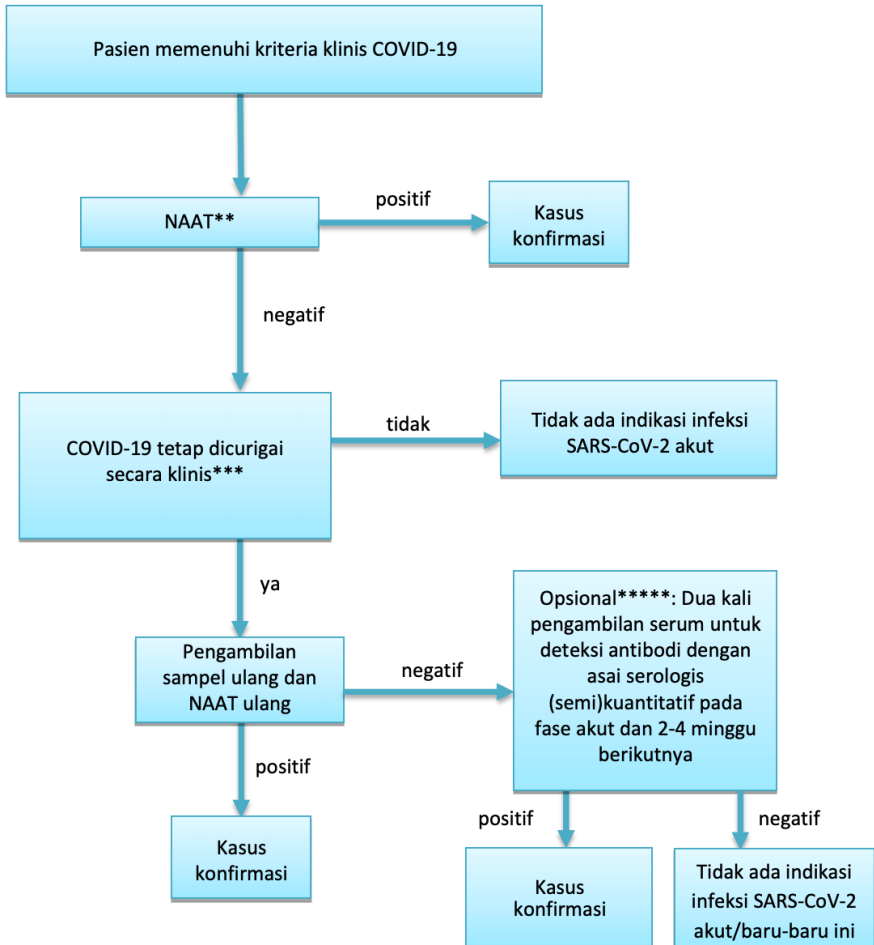 Pasien memenuhi kriteria klinis COVID-19
NAAT**
positif
Kasus
konfirmasi
negatif
COVID-19 tetap dicurigai
secara klinis***
tidak
Tidak ada indikasi infeksi
SARS-CoV-2 akut
ya
Pengambilan
sampel ulang dan
NAAT ulang
negatif
Opsional*****: Dua kali
pengambilan serum untuk
deteksi antibodi dengan
asai serologis
(semi)kuantitatif pada
fase akut dan 2-4 minggu
berikutnya
positif
Kasus
konfirmasi
positif
Kasus
konfirmasi
negatif
Tidak ada indikasi
infeksi SARS-CoV-2
akut/baru-baru ini